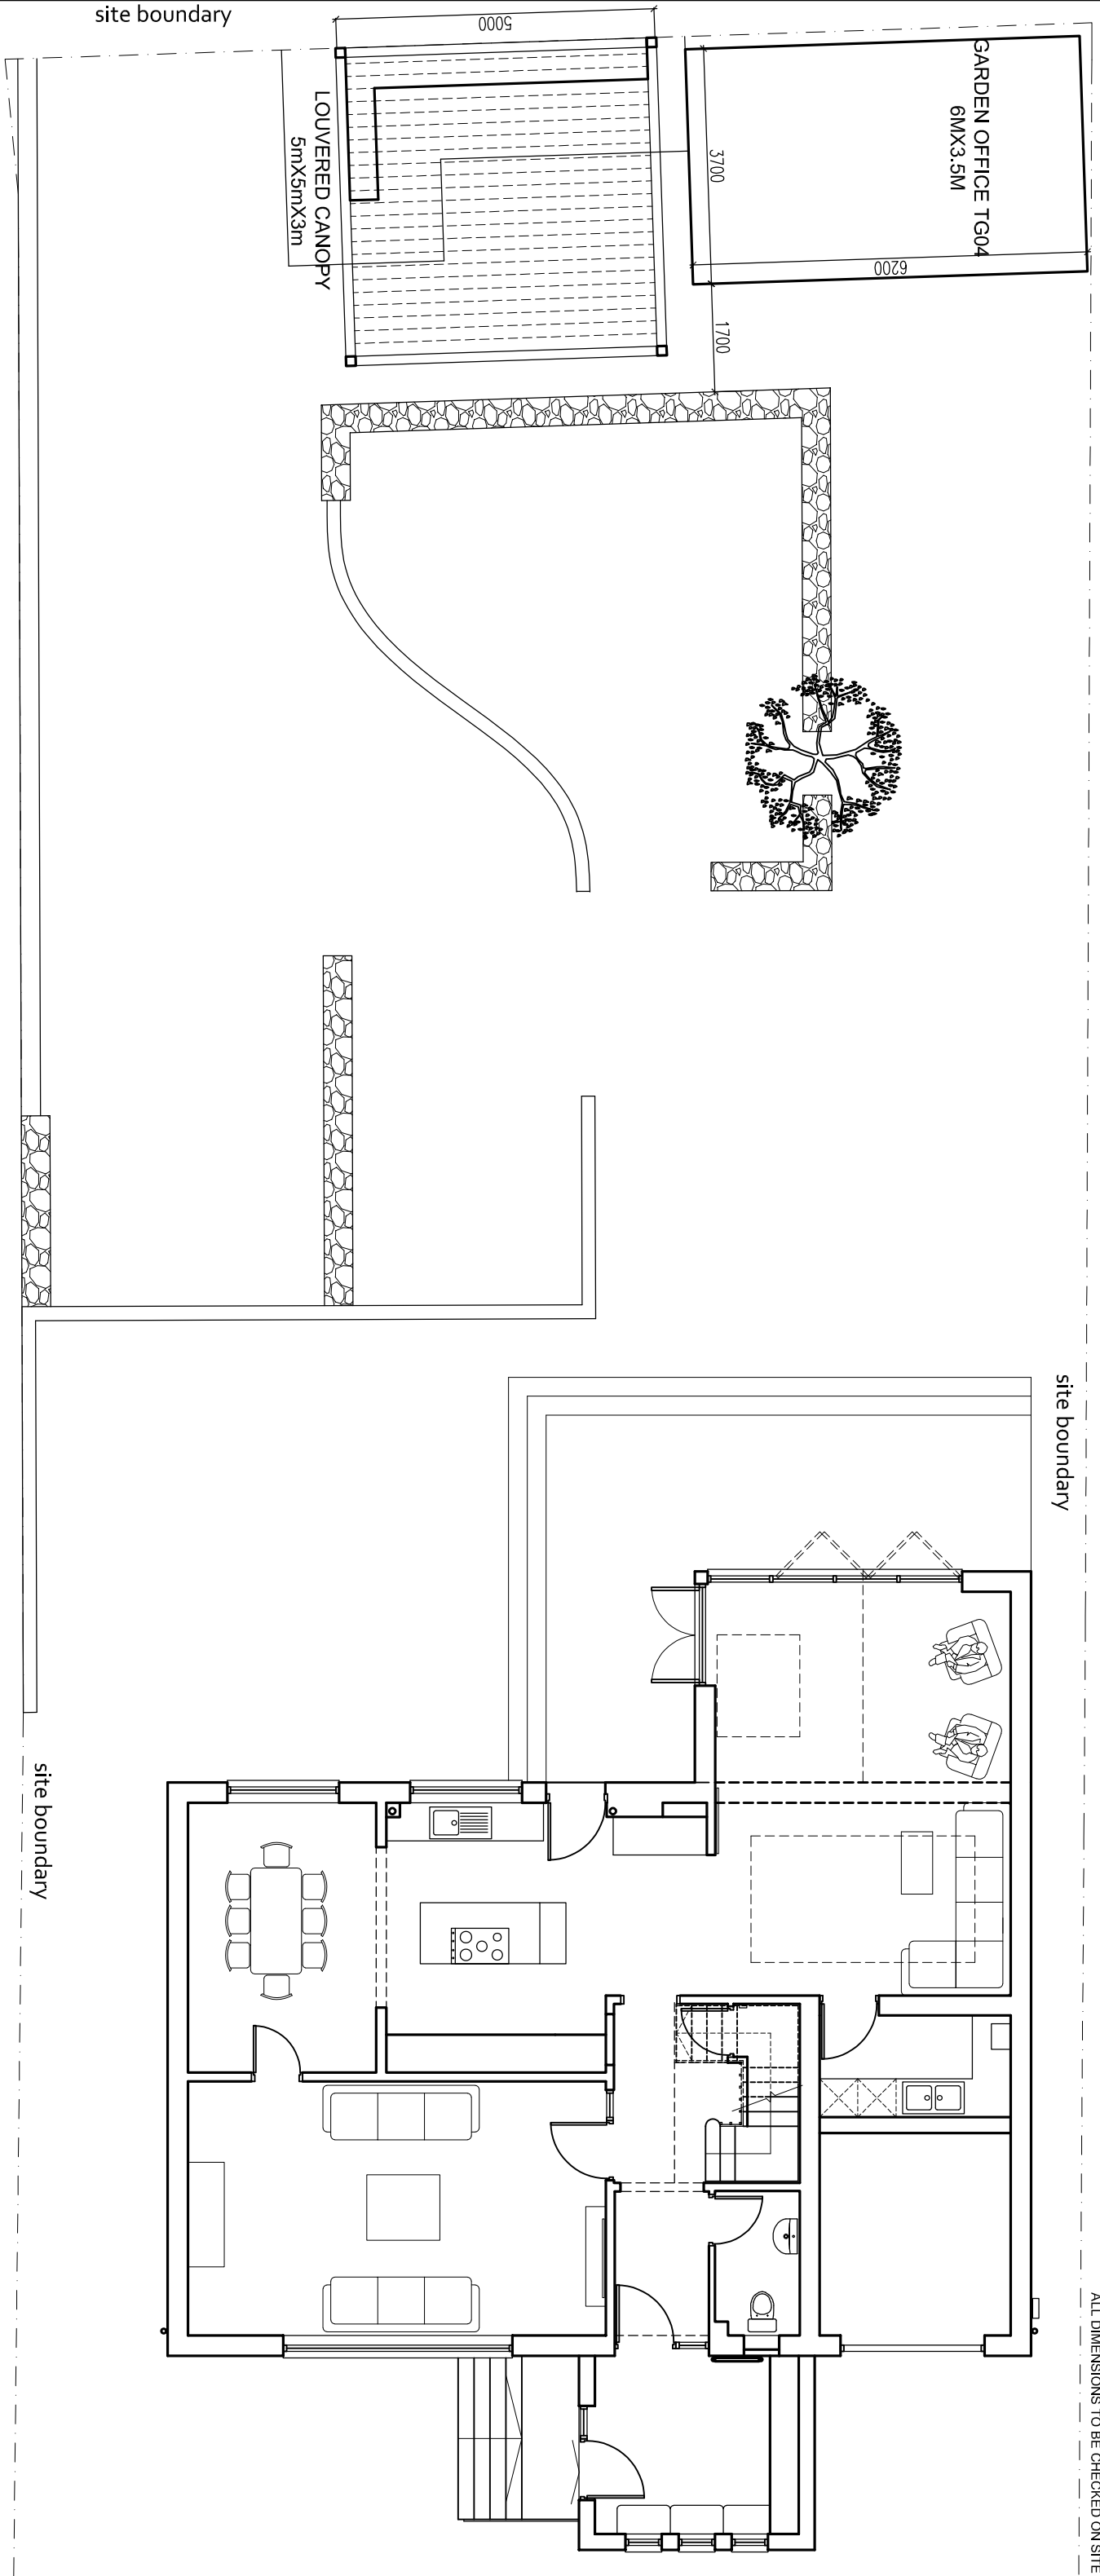 site boundary
5000
GARDEN OFFICE TG04
6MX3.5M
3700
6200
LOUVERED CANOPY
5mX5mX3m
1700
site boundary
site boundary
ALL DIMENSIONS TO BE CHECKED ON SITE